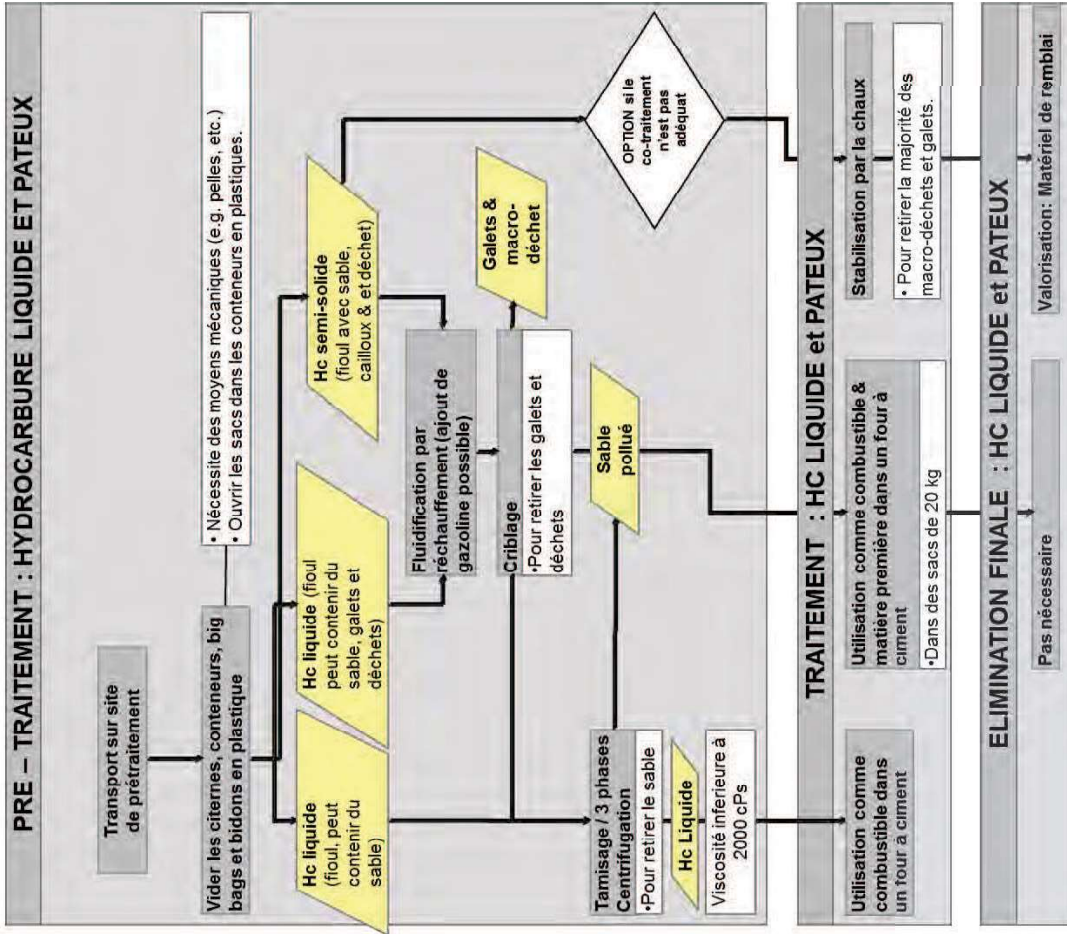 PRE – TRAITEMENT : HYDROCARBURE LIQUIDE ET PATEUX
Transport sur site
de prétraitement
Vider les citernes, conteneurs, big
bags et bidons en plastique
• Nécessite des moyens mécaniques (e.g. pelles, etc.)
• Ouvrir les sacs dans les conteneurs en plastiques.
Hc liquide
(fioul, peut
contenir du
sable)
Hc liquide (fioul
peut contenir du
sable, galets et
déchets)
Hc semi-solide
(fioul avec sable,
cailloux & et déchet)
Fluidification par
réchauffement (ajout de
gazoline possible)
Criblage
•Pour retirer les galets et
déchets
Galets &
macro-
déchet
OPTION si le
co-traitement
n'est pas
adéquat
Tamisage / 3 phases
Centrifugation
•Pour retirer le sable
Sable
pollué
Hc Liquide
Viscosité inferieure à
2000 cPs
TRAITEMENT : HC LIQUIDE et PATEUX
Utilisation comme
combustible dans
un four à ciment
Utilisation comme combustible &
matière première dans un four à
ciment
•Dans des sacs de 20 kg
Stabilisation par la chaux
• Pour retirer la majorité des
macro-déchets et galets.
ELIMINATION FINALE : HC LIQUIDE et PATEUX
Pas nécessaire
Valorisation: Matériel de remblai